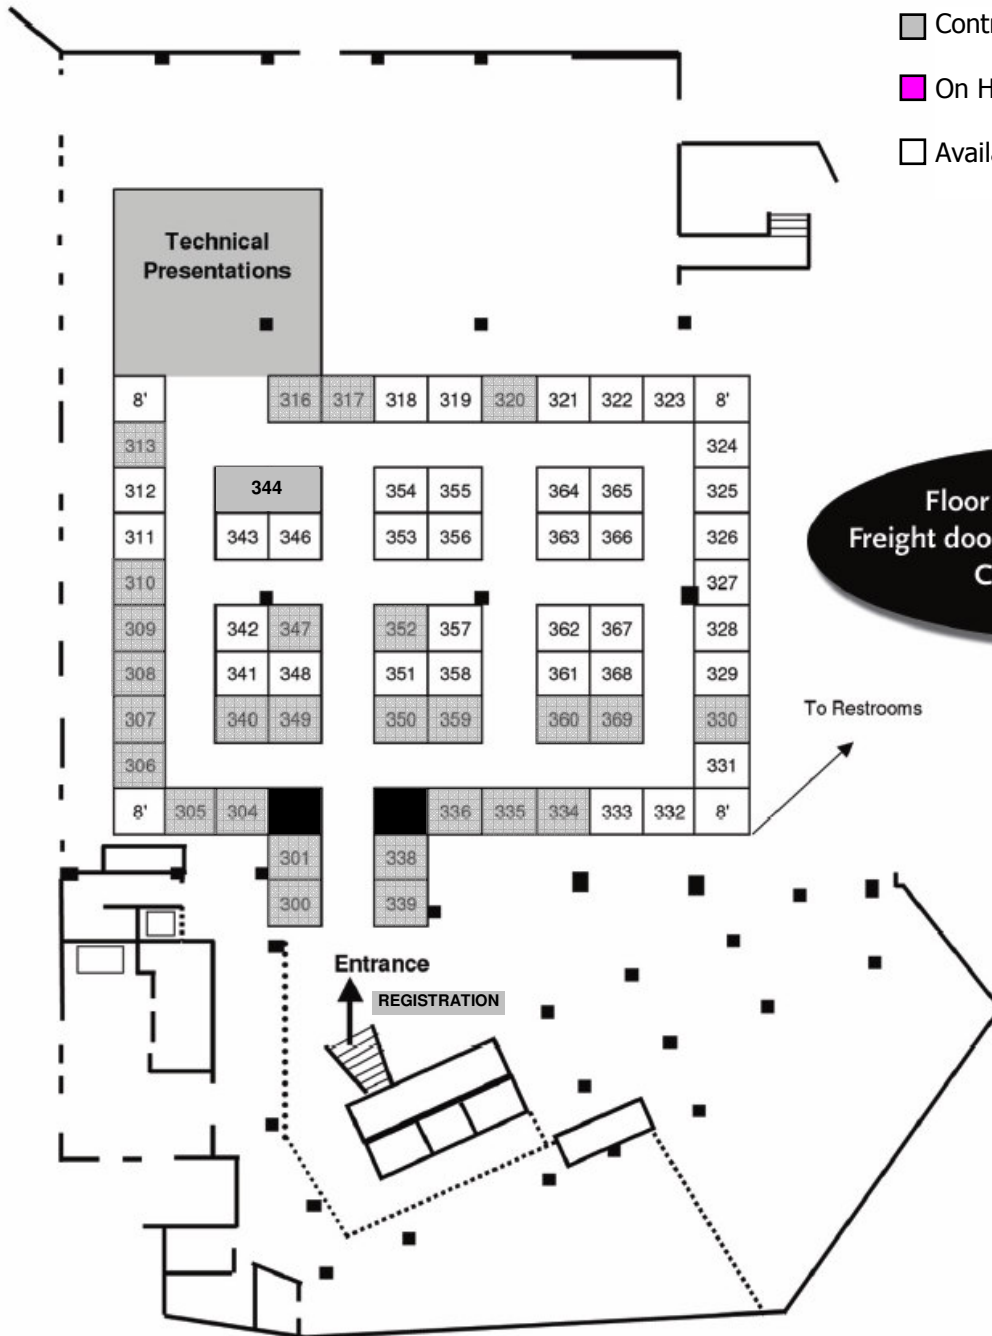 Contr
On H
Availa
Technical
Presentations
8' 316 317 318 319 320 321 322 323 8'
313 324
312 344 354 355 364 365 325
311 343 346 353 356 363 366 326
Floor
Freight doo
C
310 327
309 342 347 352 357 362 367 328
308 341 348 351 358 361 368 329
307 340 349 350 359 360 369 330
To Restrooms
306 331
8' 305 304 336 335 334 333 332 8'
301 338
300 339
Entrance
REGISTRATION